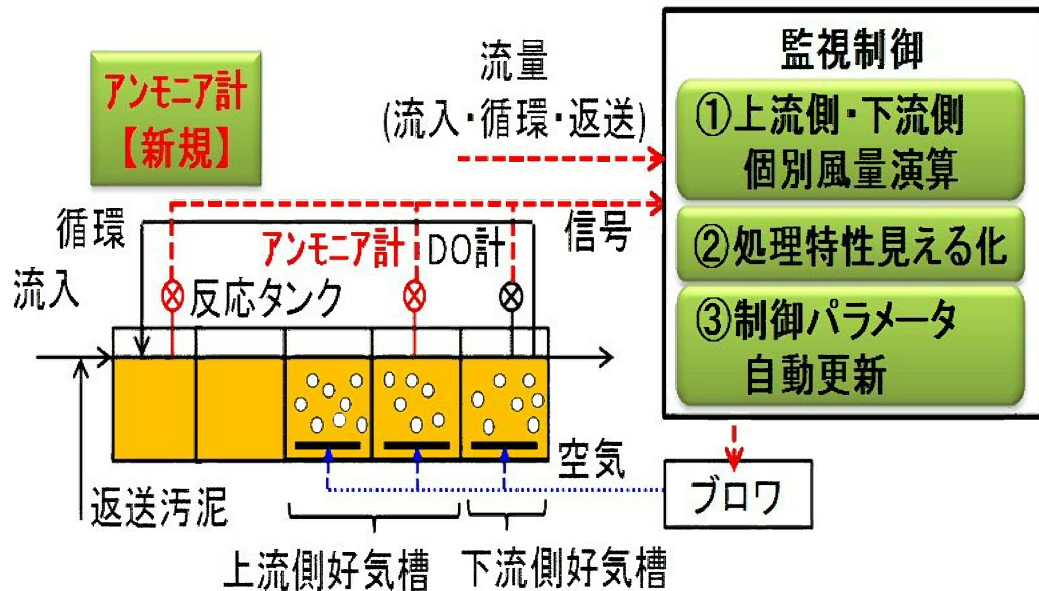 アンモニア計
【新規】
流量
(流入・循環・返送)
監視制御
①上流側・下流側
個別風量演算
②処理特性見える化
③制御パラメータ
自動更新
循環
アンモニア計
DO計
信号
流入
反応タンク
空気
返送汚泥
ブロワ
上流側好気槽
下流側好気槽